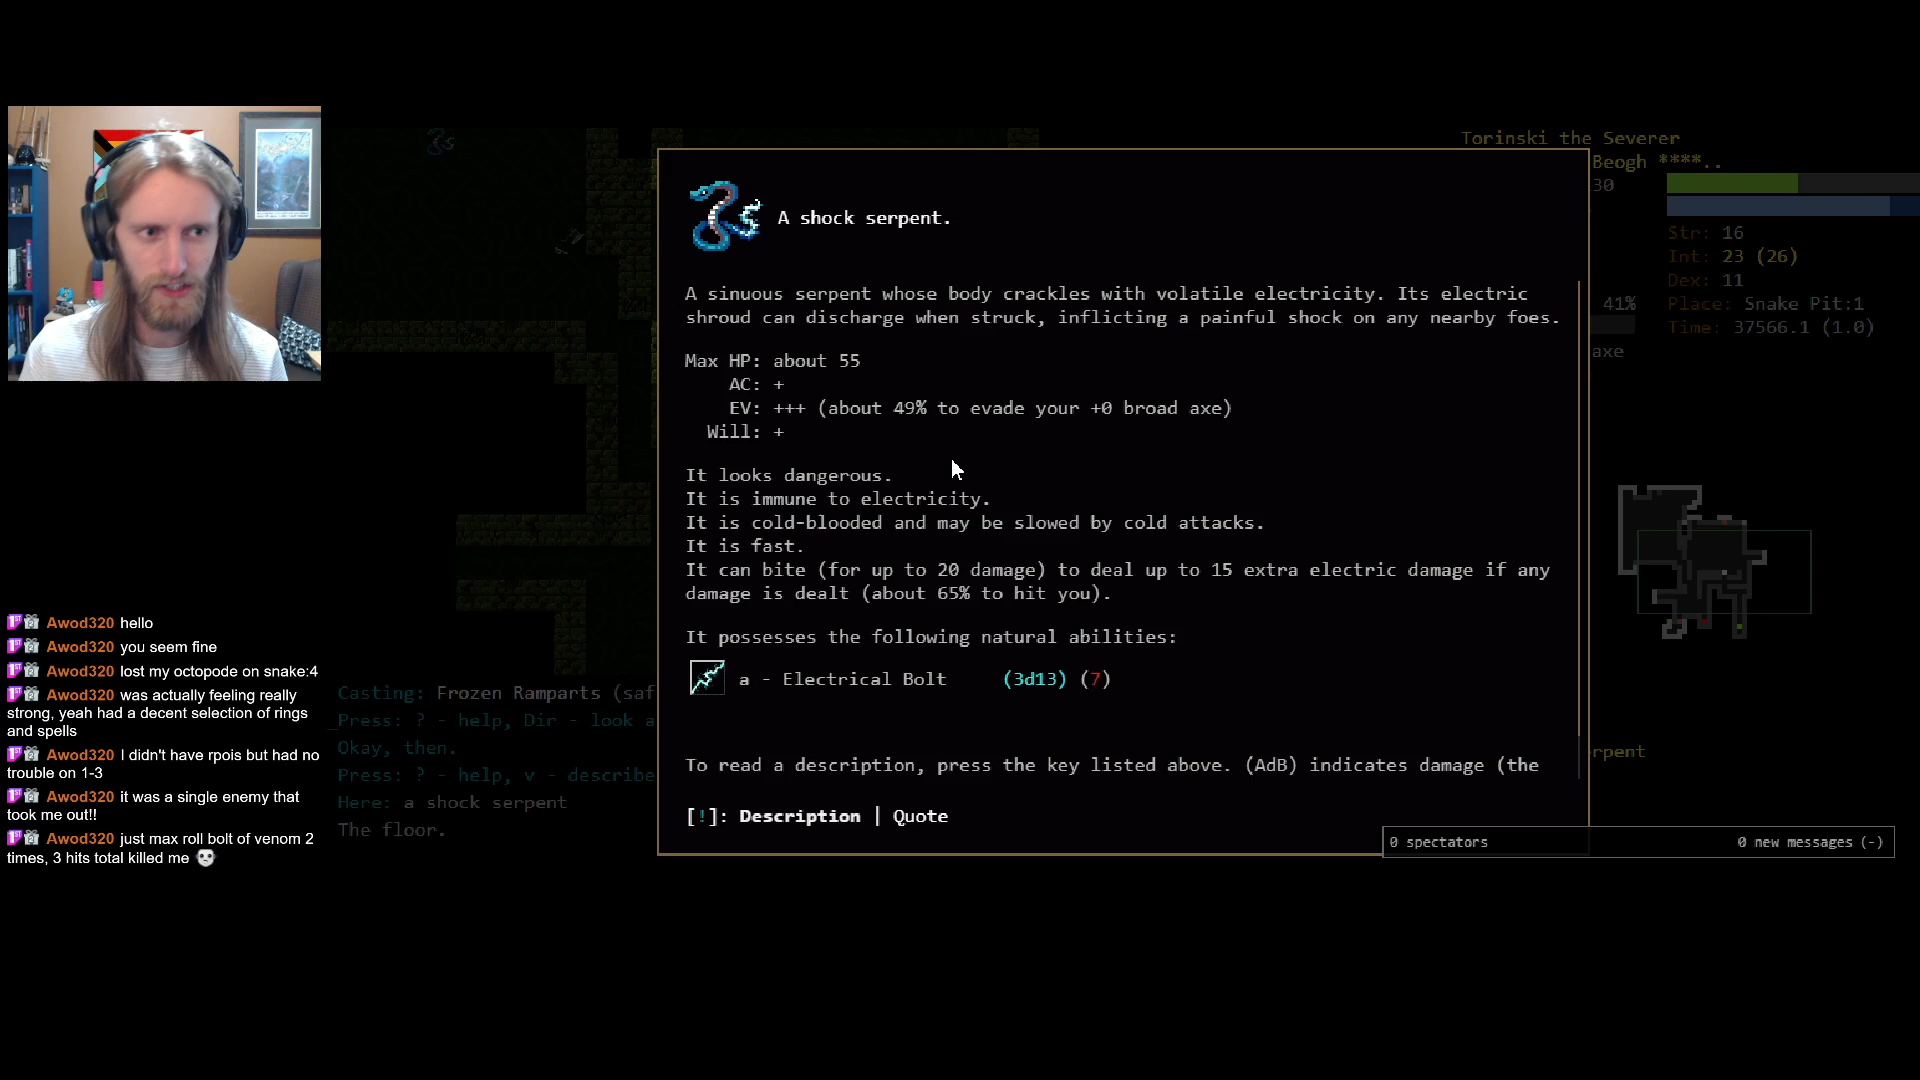 Torinski the Severer
Beogh ****..
30
Str: 16
Int: 23 (26)
Dex: 11
41% Place: Snake Pit:1
Time: 37566.1 (1.0)
axe
A shock serpent.
A sinuous serpent whose body crackles with volatile electricity. Its electric
shroud can discharge when struck, inflicting a painful shock on any nearby foes.
Max HP: about 55
AC: +
EV: +++ (about 49% to evade your +0 broad axe)
Will: +
It looks dangerous.
It is immune to electricity.
It is cold-blooded and may be slowed by cold attacks.
It is fast.
It can bite (for up to 20 damage) to deal up to 15 extra electric damage if any
damage is dealt (about 65% to hit you).
It possesses the following natural abilities:
a - Electrical Bolt (3d13) (7)
To read a description, press the key listed above. (AdB) indicates damage (the
[!]: Description | Quote
rpent
0 spectators 0 new messages (-)
Awod320 hello
Awod320 you seem fine
Awod320 lost my octopode on snake:4
Awod320 was actually feeling really
strong, yeah had a decent selection of rings
and spells
Awod320 I didn't have rpois but had no
trouble on 1-3
Awod320 it was a single enemy that
took me out!!
Awod320 just max roll bolt of venom 2
times, 3 hits total killed me
Casting: Frozen Ramparts (saf
_Press: ? - help, Dir - look a
Okay, then.
Press: ? - help, v - describe
Here: a shock serpent
The floor.